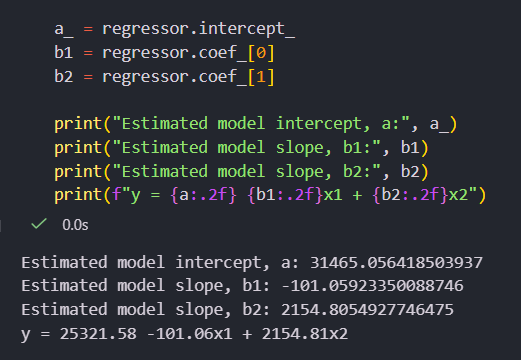 a_ = regressor.intercept_
b1 = regressor.coef_[0]
b2 = regressor.coef_[1]
print("Estimated model intercept, a:", a_)
print("Estimated model slope, b1:", b1)
print("Estimated model slope, b2:", b2)
print(f"y = {a:.2f} {b1:.2f}x1 + {b2:.2f}x2")
0.0s
Estimated model intercept, a: 31465.056418503937
Estimated model slope, b1: -101.05923350088746
Estimated model slope, b2: 2154.8054927746475
y = 25321.58 -101.06x1 + 2154.81x2